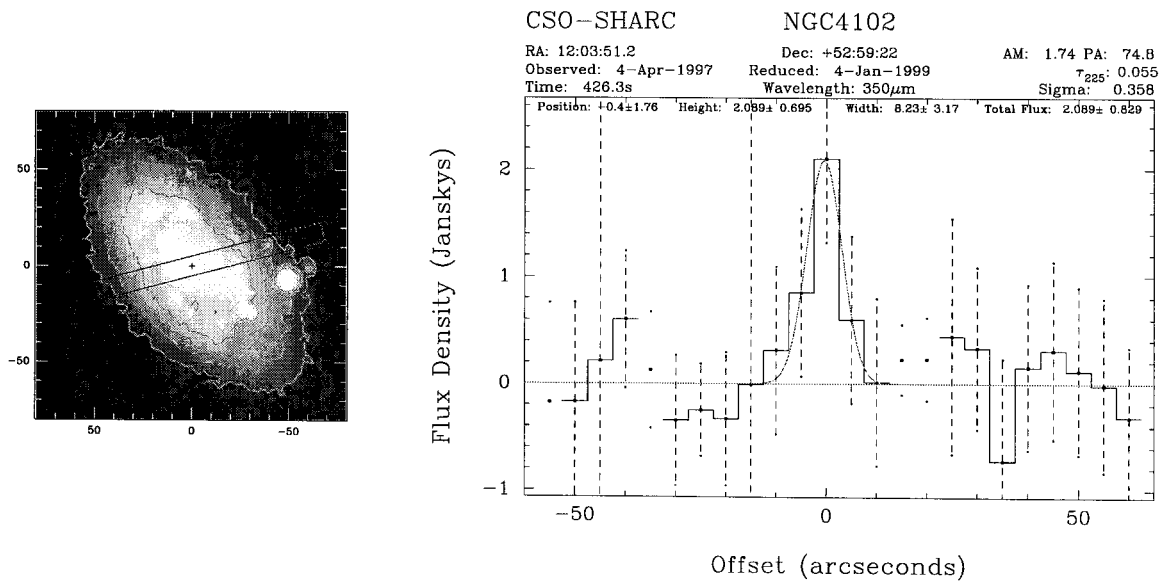 CSO-SHARC NGC4102
RA: 12:03:51.2 Dec: +52:59:22 AM: 1.74 PA: 74.8
Observed: 4-Apr-1997 Reduced: 4-Jan-1999 τ225: 0.055
Time: 426.3s Wavelength: 350μm Sigma: 0.358
Position: +0.4±1.76 Height: 2.089± 0.695 Width: 8.23± 3.17 Total Flux: 2.089± 0.829
50
0
-50
50 0 -50
Flux Density (Janskys)
2
1
0
-1
-50 0 50
Offset (arcseconds)